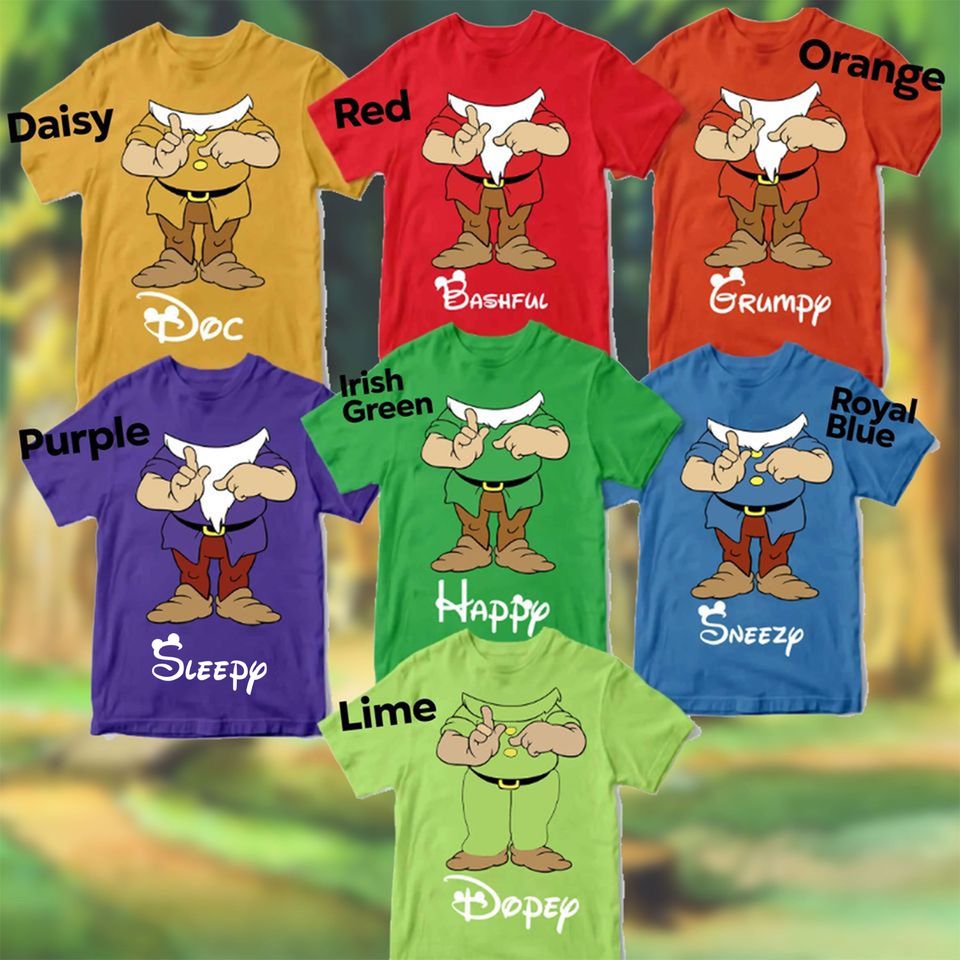 Daisy
Doc
Red
Bashful
Orange
Grumpy
Purple
Sleepy
Irish
Green
Happy
Royal
Blue
Sneezy
Lime
Dopey